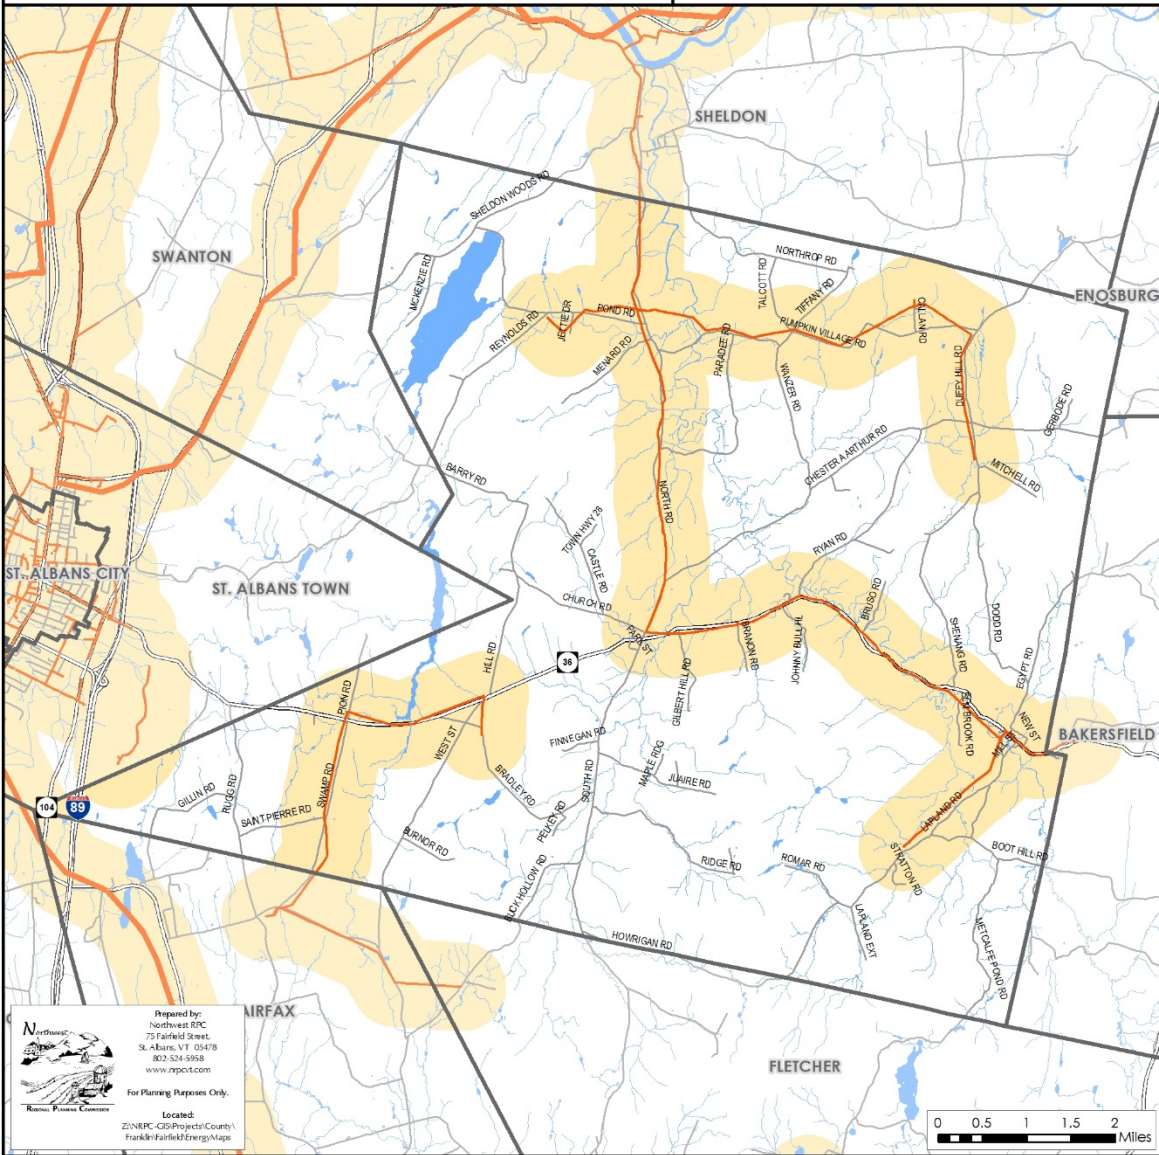 SHELDON
SHELDON WOODS RD
SWANTON
NORTHROP RD
MCKENZIE RD
TALCOTT RD
TIFFANY RD
ENOSBURG
REYNOLDS RD
JETTIE DR
POND RD
CALLAN RD
PUMPKIN VILLAGE RD
MENARD RD
PARADEE RD
WANZER RD
DUFFY HILL RD
GERBODE RD
CHESTER A ARTHUR RD
BARRY RD
MITCHELL RD
NORTH RD
TOWN HWY 28
RYAN RD
CASTLE RD
ST. ALBANS CITY
ST. ALBANS TOWN
CHURCH RD
BRUSO RD
DODD RD
PARK ST
BRANON RD
JOHNNY BULL HL
SHENANG RD
HILL RD
36
EGYPT RD
GILBERT HILL RD
PION RD
NEW ST
BAKERSFIELD
WEST ST
FINNEGAN RD
MILL ST
MAPLE RDG
JUAIRE RD
SOUTH RD
BRADLEY RD
SWAMP RD
GILLIN RD
RUGG RD
104
89
SAINT-PIERRE RD
PELKEY RD
LAPLAND RD
BURNOR RD
RIDGE RD
ROMAR RD
STRATTON RD
BOOT HILL RD
BUCK HOLLOW RD
LAPLAND EXT
HOWRIGAN RD
METCALFE POND RD
AIRFAX
FLETCHER
Northwest
REGIONAL PLANNING COMMISSION
Prepared by:
Northwest RPC
75 Fairfield Street,
St. Albans, VT 05478
802-524-5958
www.nrpcvt.com
For Planning Purposes Only.
Located:
Z:\NRPC-GIS\Projects\County\
Franklin\Fairfield\EnergyMaps
0 0.5 1 1.5 2
Miles